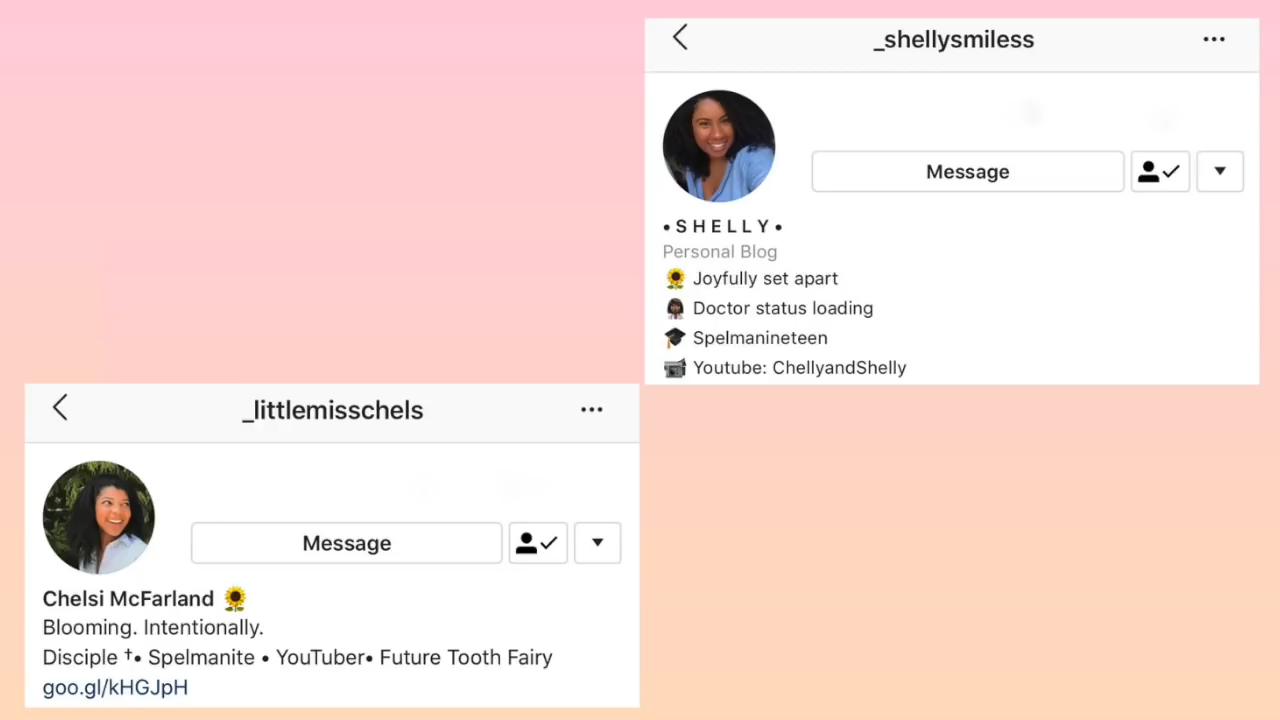 _shellysmiless
Message
• S H E L L Y •
Personal Blog
🌻 Joyfully set apart
👩🏾‍⚕️ Doctor status loading
🎓 Spelmanineteen
📹 Youtube: ChellyandShelly
_littlemisschels
Message
Chelsi McFarland 🌻
Blooming. Intentionally.
Disciple †• Spelmanite • YouTuber• Future Tooth Fairy
goo.gl/kHGJpH